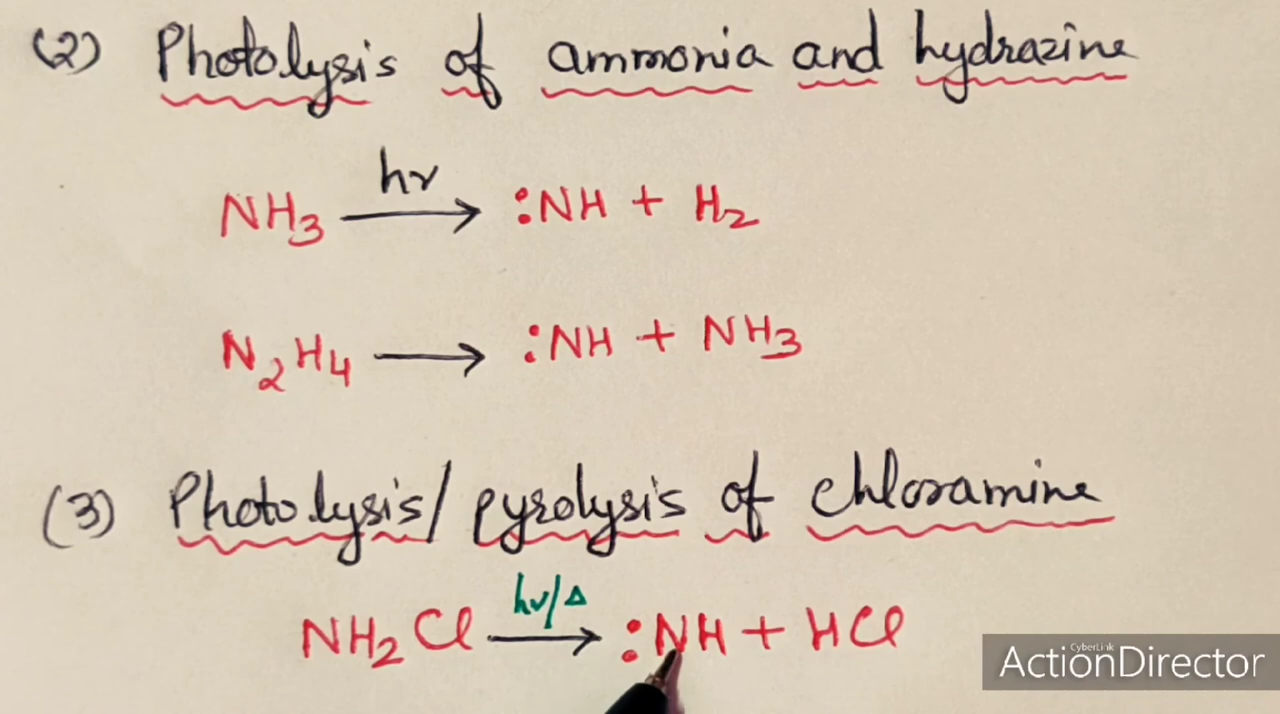 (2) Photolysis of ammonia and hydrazine
hν
NH₃ → :NH + H₂
N₂H₄ → :NH + NH₃
(3) Photolysis/pyrolysis of chloramine
hν/Δ
NH₂Cl → :NH + HCl
CyberLink
ActionDirector